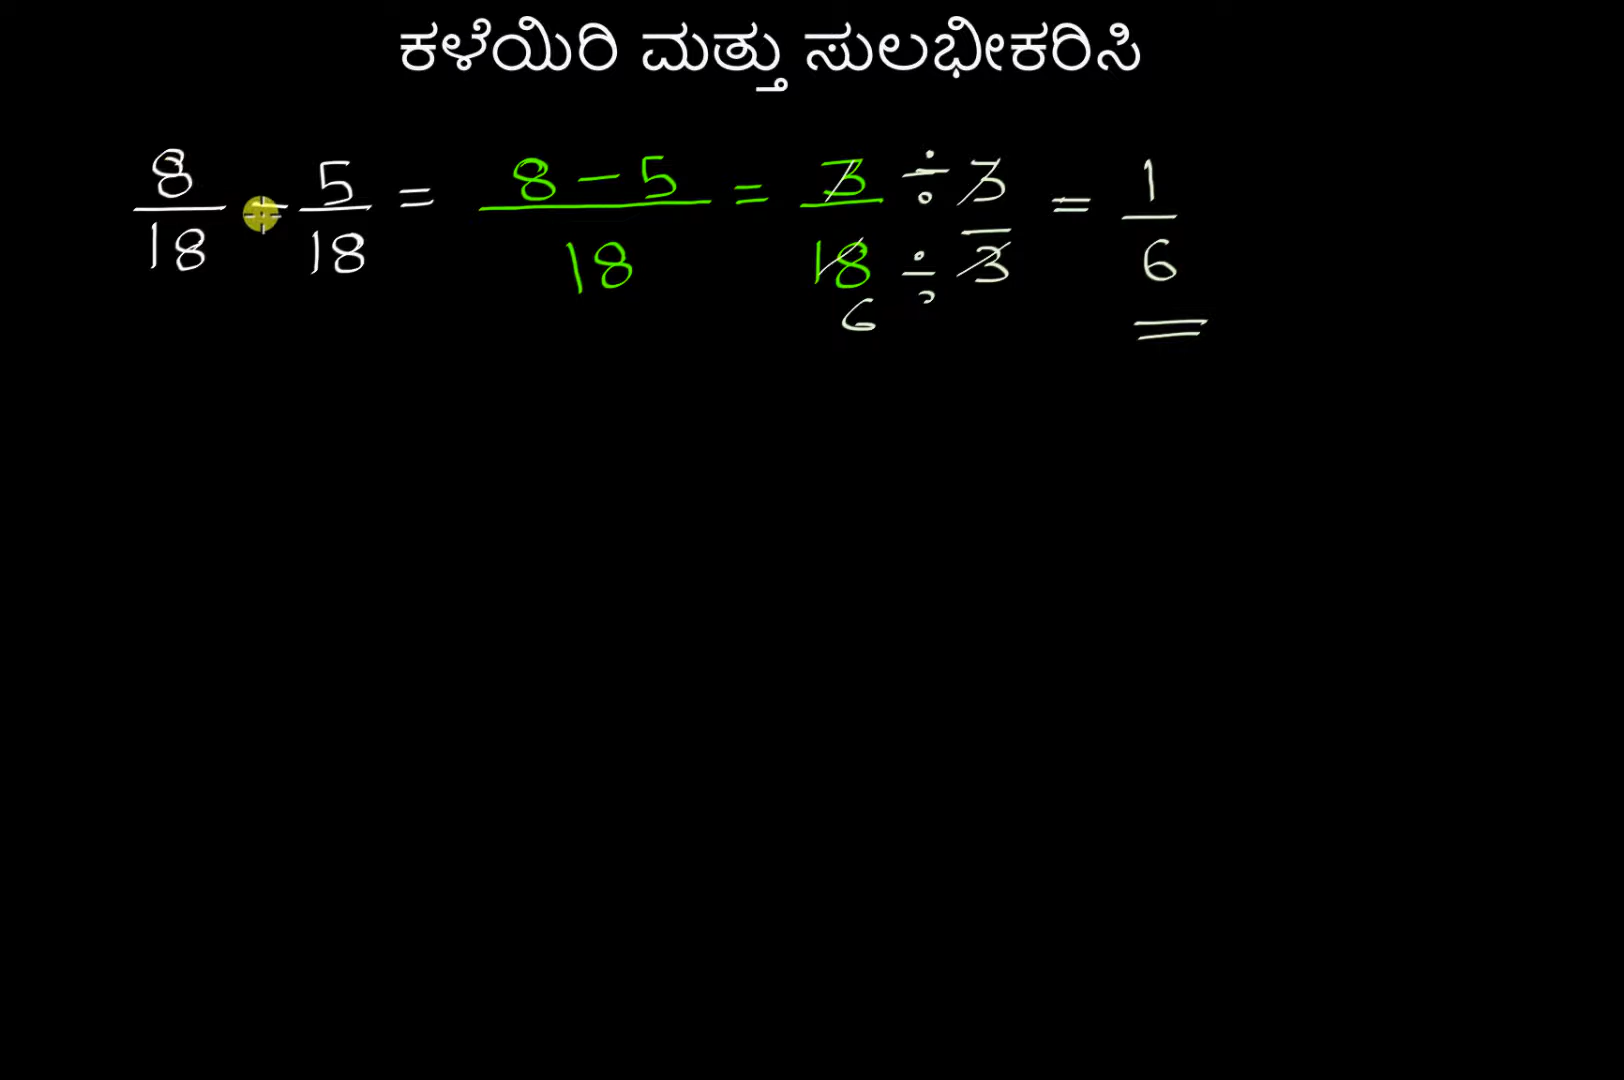 ಕಳೆಯಿರಿ ಮತ್ತು ಸುಲಭೀಕರಿಸಿ
8/18 - 5/18 = (8 - 5)/18 = 3/18 ÷ 3/3 = 1/6
÷
6